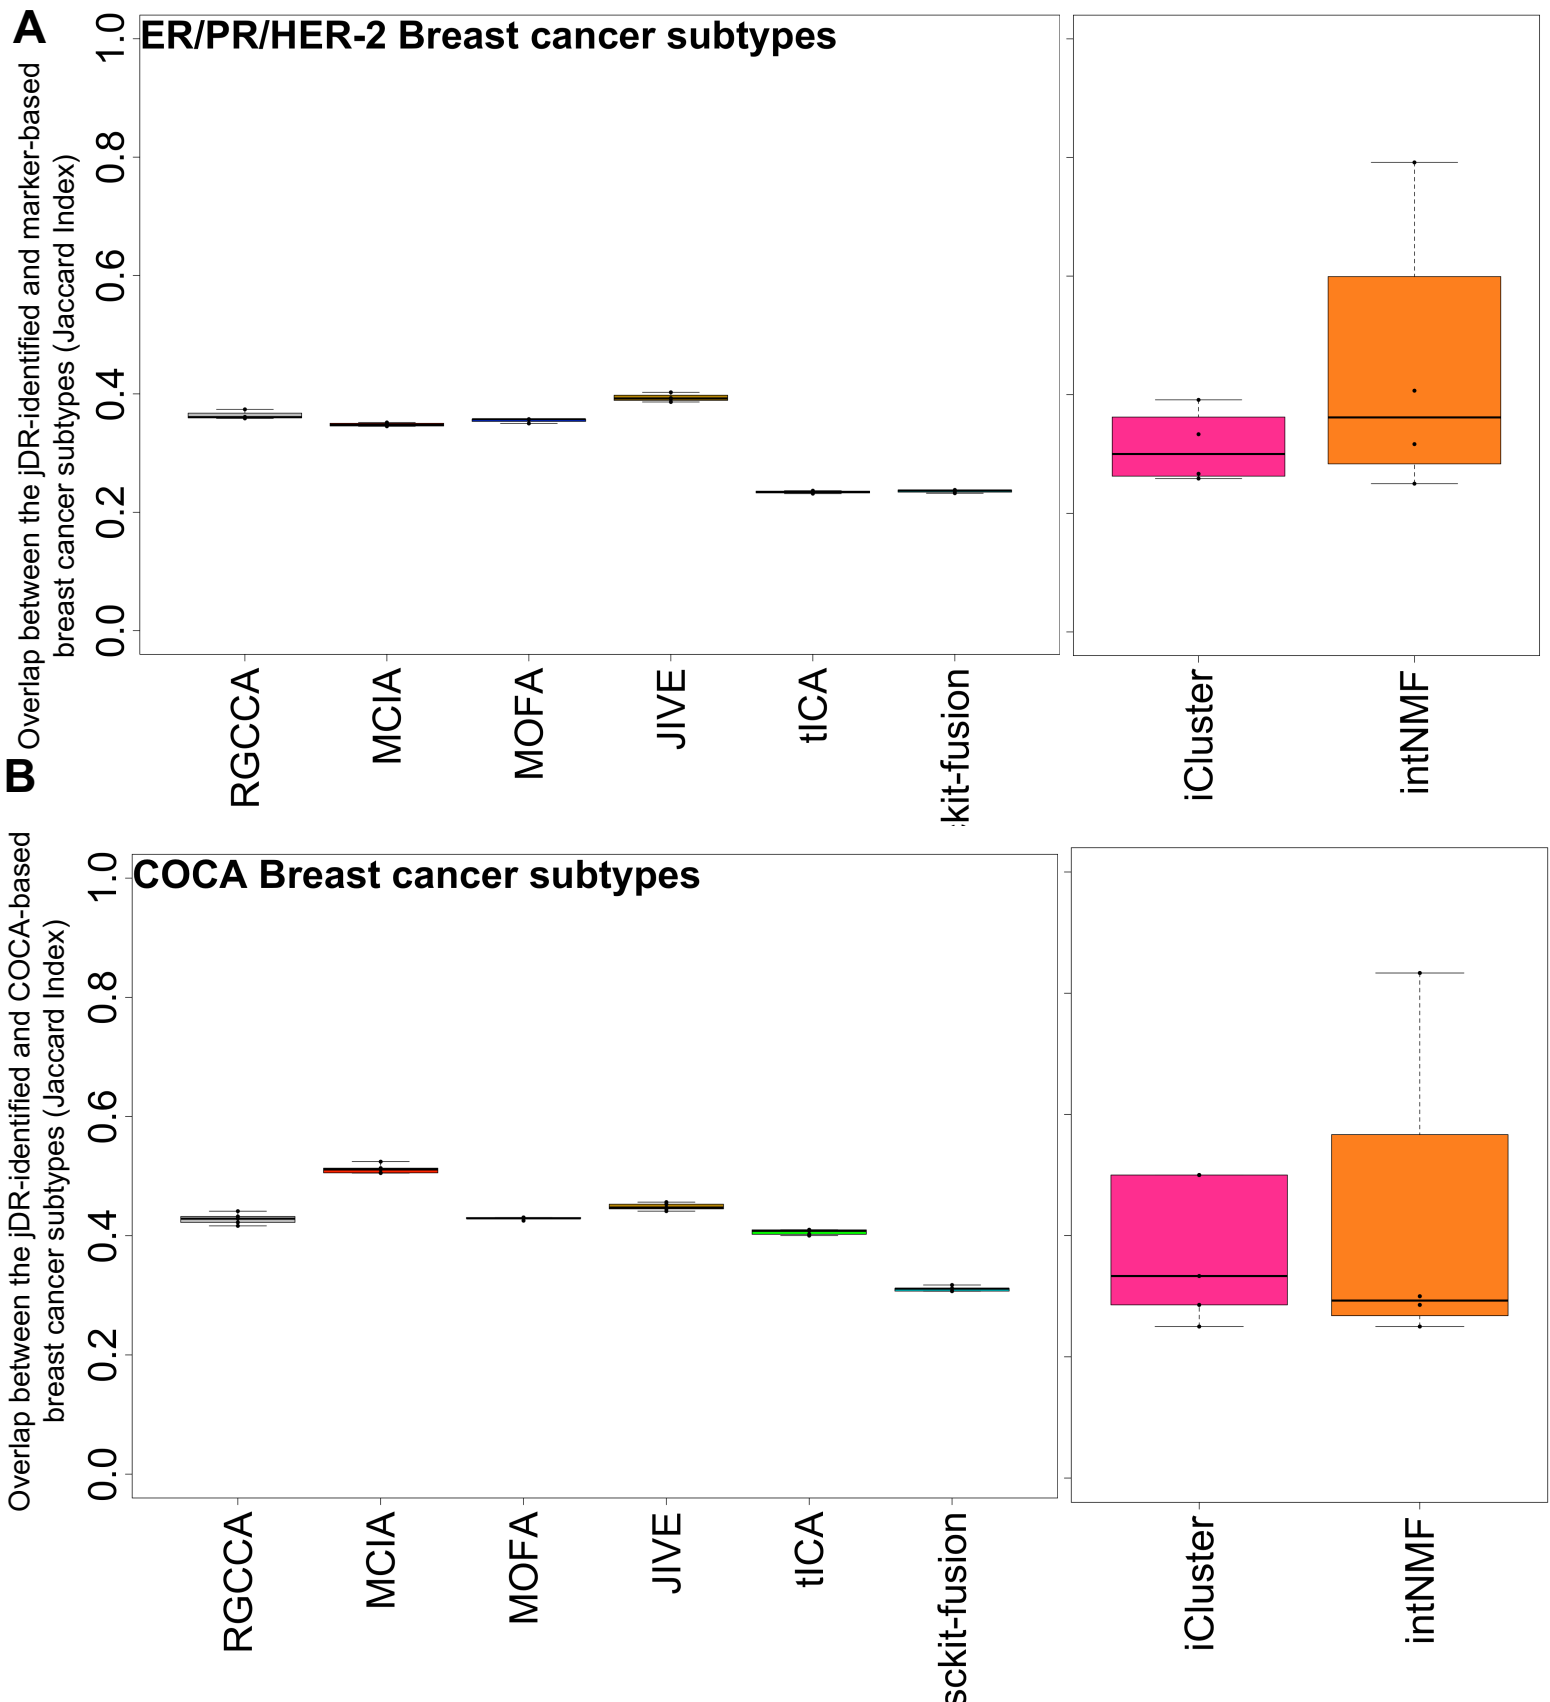 A
ER/PR/HER-2 Breast cancer subtypes
Overlap between the jDR-identified and marker-based
breast cancer subtypes (Jaccard Index)
1.0
0.8
0.6
0.4
0.2
0.0
RGCCA
MCIA
MOFA
JIVE
tICA
ckit-fusion
iCluster
intNMF
B
COCA Breast cancer subtypes
Overlap between the jDR-identified and COCA-based
breast cancer subtypes (Jaccard Index)
1.0
0.8
0.6
0.4
0.2
0.0
RGCCA
MCIA
MOFA
JIVE
tICA
sckit-fusion
iCluster
intNMF